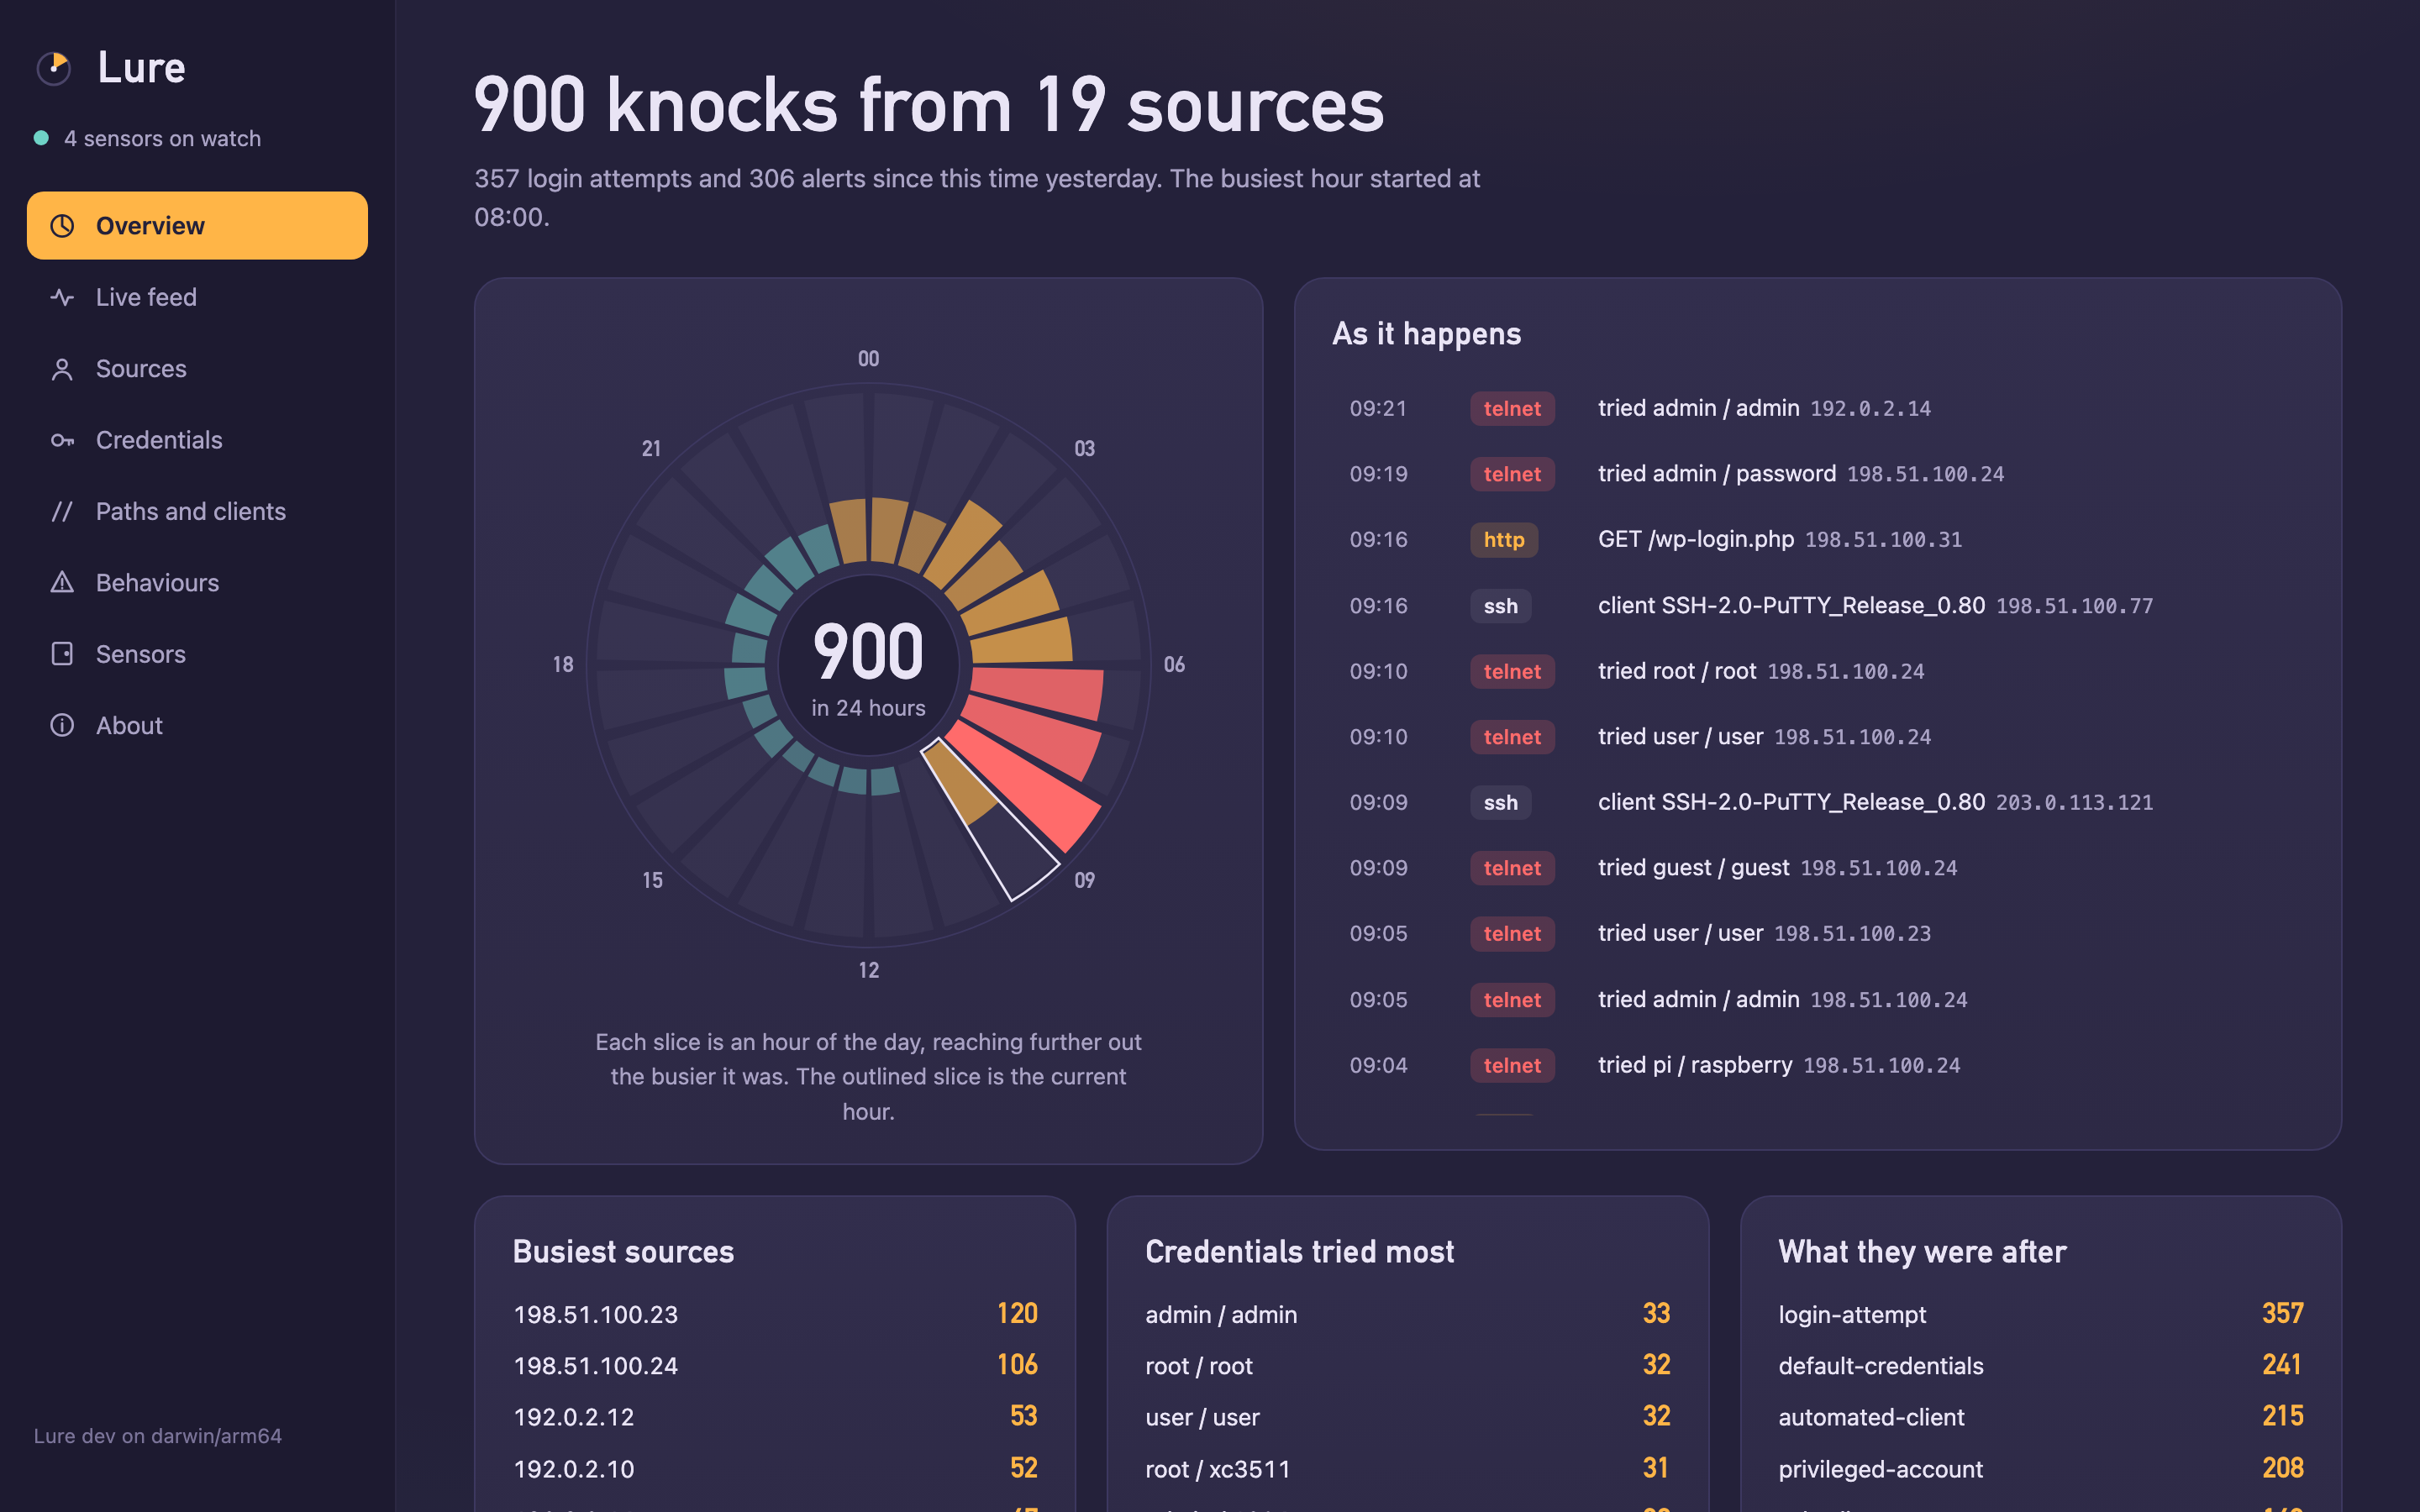 Lure
4 sensors on watch
Overview
Live feed
Sources
Credentials
Paths and clients
Behaviours
Sensors
About
Lure dev on darwin/arm64
900 knocks from 19 sources
357 login attempts and 306 alerts since this time yesterday. The busiest hour started at
08:00.
00
03
06
09
12
15
18
21
900
in 24 hours
Each slice is an hour of the day, reaching further out
the busier it was. The outlined slice is the current
hour.
As it happens
09:21 telnet tried admin / admin 192.0.2.14
09:19 telnet tried admin / password 198.51.100.24
09:16 http GET /wp-login.php 198.51.100.31
09:16 ssh client SSH-2.0-PuTTY_Release_0.80 198.51.100.77
09:10 telnet tried root / root 198.51.100.24
09:10 telnet tried user / user 198.51.100.24
09:09 ssh client SSH-2.0-PuTTY_Release_0.80 203.0.113.121
09:09 telnet tried guest / guest 198.51.100.24
09:05 telnet tried user / user 198.51.100.23
09:05 telnet tried admin / admin 198.51.100.24
09:04 telnet tried pi / raspberry 198.51.100.24
Busiest sources
198.51.100.23 120
198.51.100.24 106
192.0.2.12 53
192.0.2.10 52
Credentials tried most
admin / admin 33
root / root 32
user / user 32
root / xc3511 31
What they were after
login-attempt 357
default-credentials 241
automated-client 215
privileged-account 208